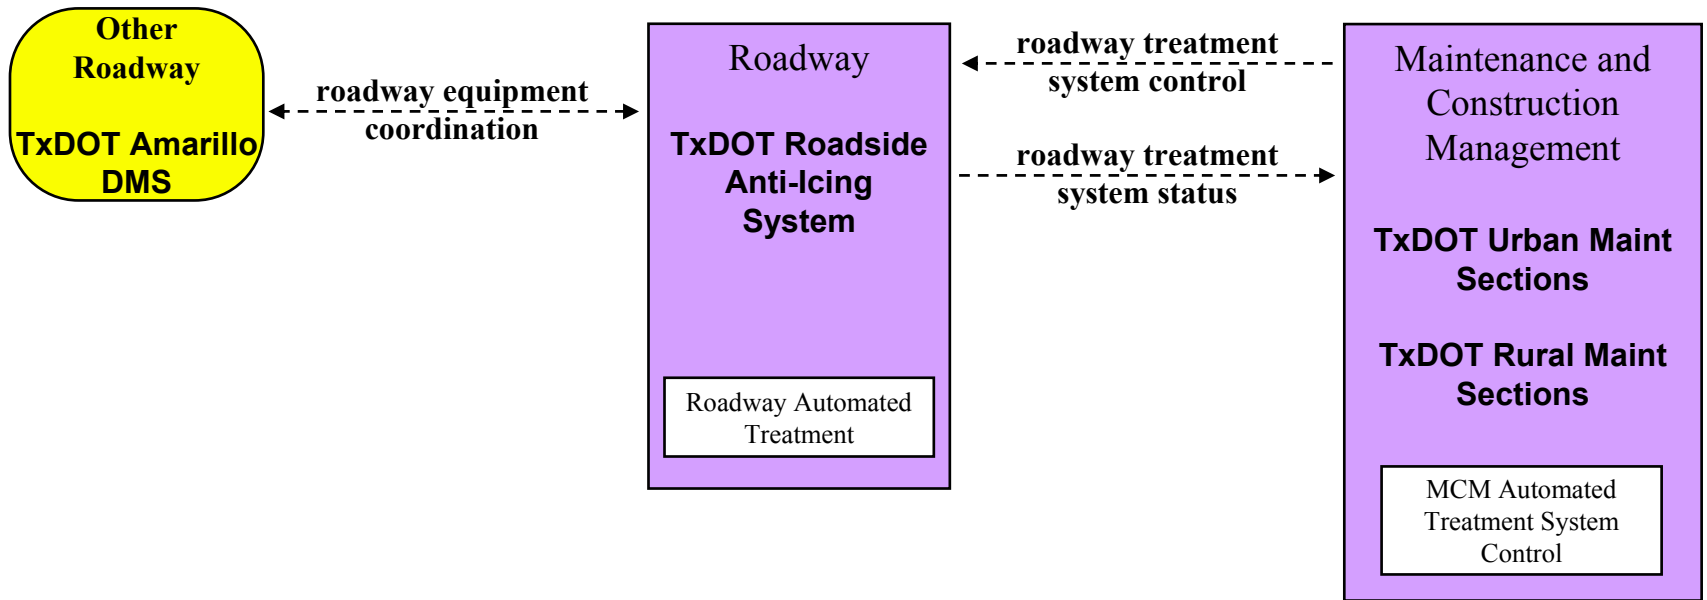 Other
Roadway
TxDOT Amarillo
DMS
roadway equipment
coordination
Roadway
TxDOT Roadside
Anti-Icing
System
Roadway Automated
Treatment
roadway treatment
system control
roadway treatment
system status
Maintenance and
Construction
Management
TxDOT Urban Maint
Sections
TxDOT Rural Maint
Sections
MCM Automated
Treatment System
Control